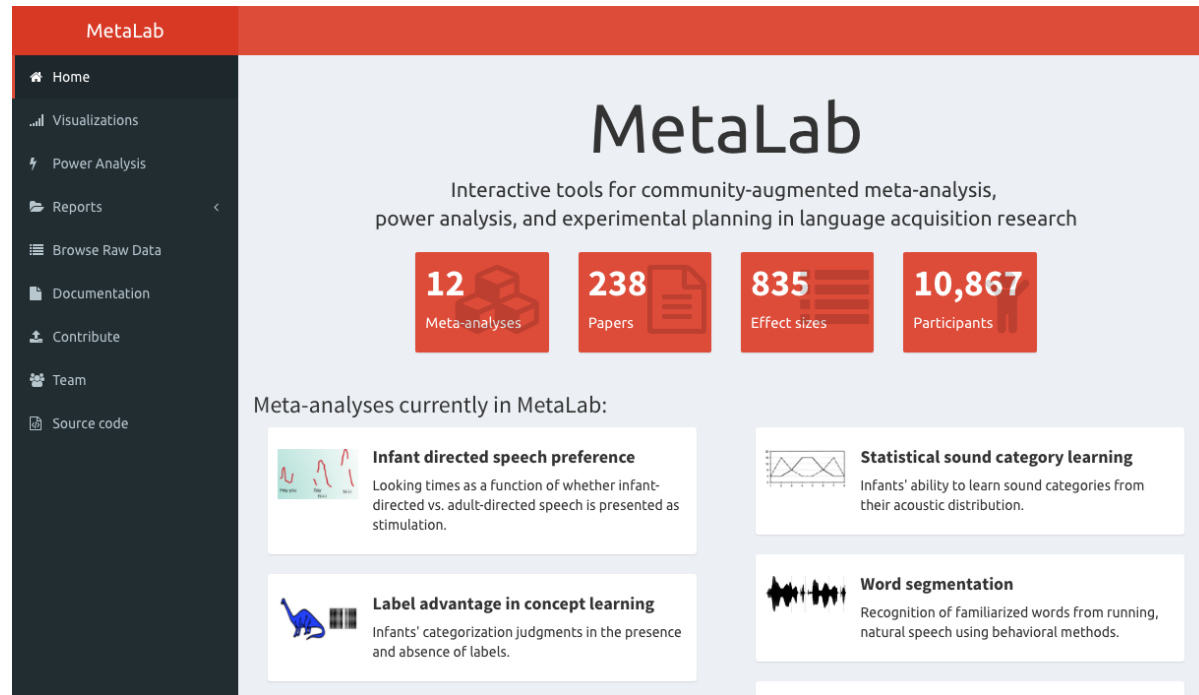 MetaLab
Home
Visualizations
Power Analysis
Reports
Browse Raw Data
Documentation
Contribute
Team
Source code
MetaLab
Interactive tools for community-augmented meta-analysis,
power analysis, and experimental planning in language acquisition research
12
Meta-analyses
238
Papers
835
Effect sizes
10,867
Participants
Meta-analyses currently in MetaLab:
Infant directed speech preference
Looking times as a function of whether infant-
directed vs. adult-directed speech is presented as
stimulation.
Label advantage in concept learning
Infants' categorization judgments in the presence
and absence of labels.
Statistical sound category learning
Infants' ability to learn sound categories from
their acoustic distribution.
Word segmentation
Recognition of familiarized words from running,
natural speech using behavioral methods.